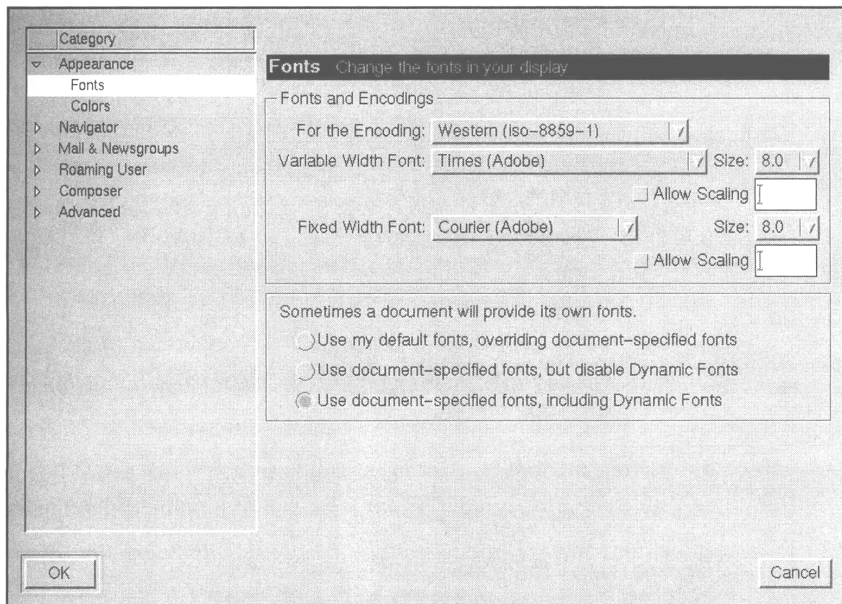 Category
Appearance
Fonts
Colors
Navigator
Mail & Newsgroups
Roaming User
Composer
Advanced
Fonts Change the fonts in your display
Fonts and Encodings
For the Encoding: Western (iso-8859-1)
Variable Width Font: Times (Adobe) Size: 8.0
Allow Scaling
Fixed Width Font: Courier (Adobe) Size: 8.0
Allow Scaling
Sometimes a document will provide its own fonts.
Use my default fonts, overriding document-specified fonts
Use document-specified fonts, but disable Dynamic Fonts
Use document-specified fonts, including Dynamic Fonts
OK
Cancel